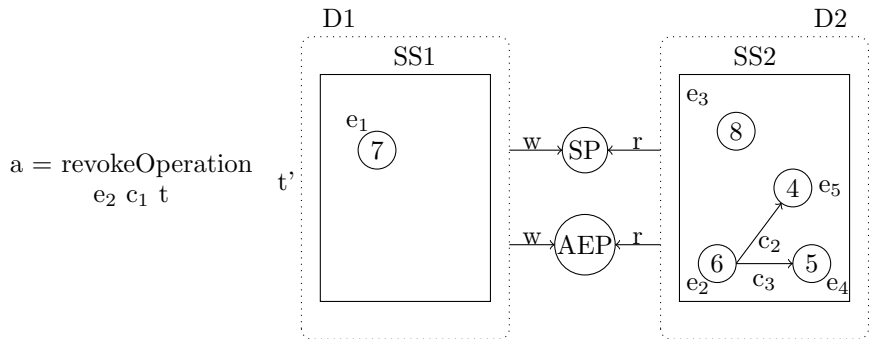 D1
D2
SS1
SS2
e₃
e₁
8
7
w
SP
r
a = revokeOperation
e₂ c₁ t
t'
4
e₅
w
AEP
r
c₂
6
5
c₃
e₂
e₄